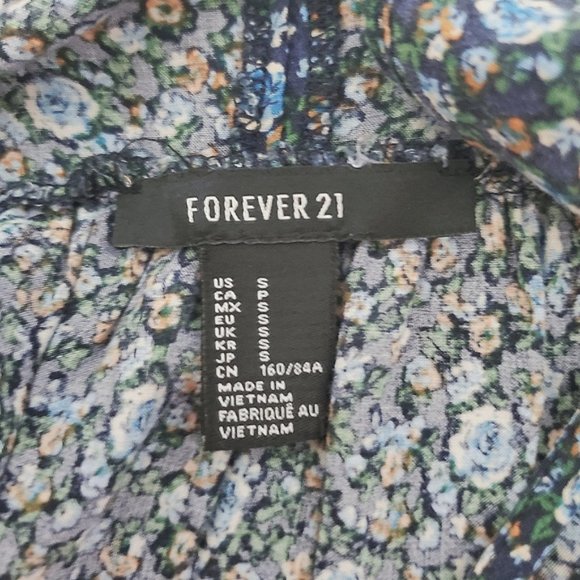 FOREVER 21
US S
CA P
MX S
EU S
UK S
KR S
JP S
CN 160/84A
MADE IN
VIETNAM
FABRIQUÉ AU
VIETNAM